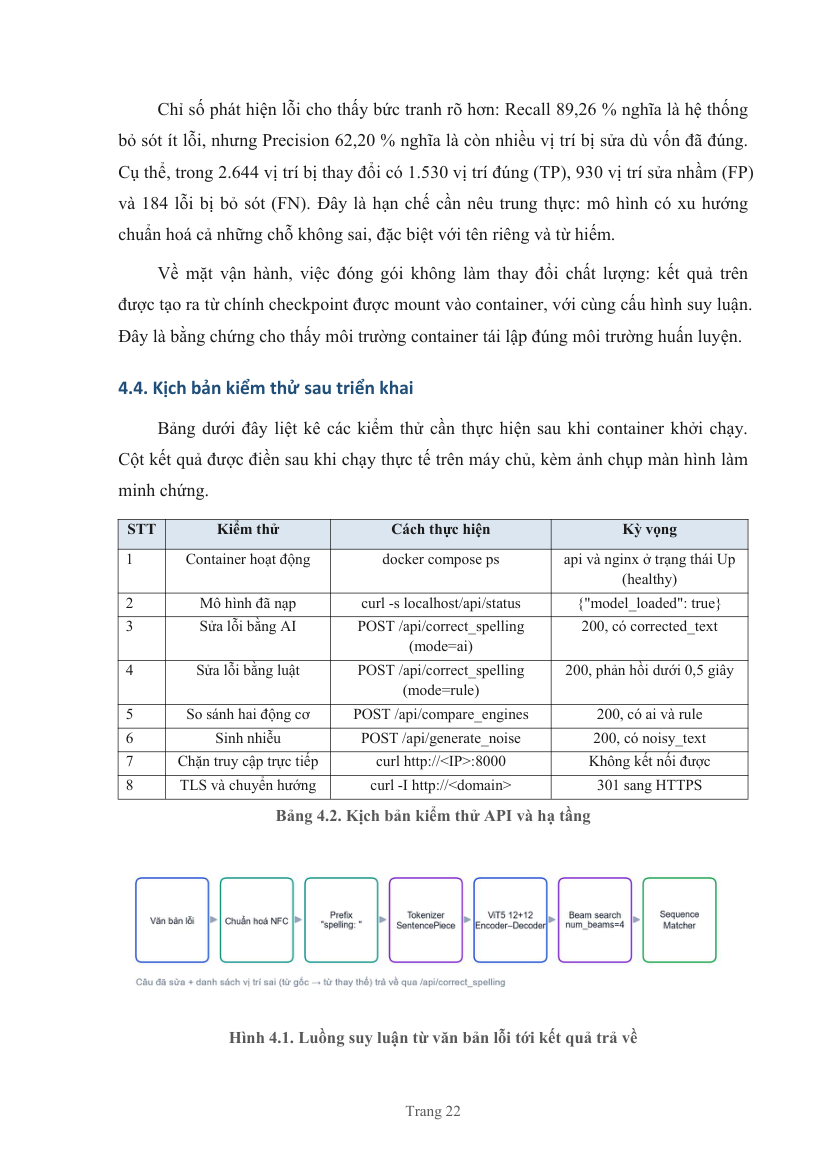 Chỉ số phát hiện lỗi cho thấy bức tranh rõ hơn: Recall 89,26 % nghĩa là hệ thống
bỏ sót ít lỗi, nhưng Precision 62,20 % nghĩa là còn nhiều vị trí bị sửa dù vốn đã đúng.
Cụ thể, trong 2.644 vị trí bị thay đổi có 1.530 vị trí đúng (TP), 930 vị trí sửa nhầm (FP)
và 184 lỗi bị bỏ sót (FN). Đây là hạn chế cần nêu trung thực: mô hình có xu hướng
chuẩn hoá cả những chỗ không sai, đặc biệt với tên riêng và từ hiếm.
Về mặt vận hành, việc đóng gói không làm thay đổi chất lượng: kết quả trên
được tạo ra từ chính checkpoint được mount vào container, với cùng cấu hình suy luận.
Đây là bằng chứng cho thấy môi trường container tái lập đúng môi trường huấn luyện.
4.4. Kịch bản kiểm thử sau triển khai
Bảng dưới đây liệt kê các kiểm thử cần thực hiện sau khi container khởi chạy.
Cột kết quả được điền sau khi chạy thực tế trên máy chủ, kèm ảnh chụp màn hình làm
minh chứng.
STT Kiểm thử Cách thực hiện Kỳ vọng
1 Container hoạt động docker compose ps api và nginx ở trạng thái Up
(healthy)
2 Mô hình đã nạp curl -s localhost/api/status {"model_loaded": true}
3 Sửa lỗi bằng AI POST /api/correct_spelling 200, có corrected_text
(mode=ai)
4 Sửa lỗi bằng luật POST /api/correct_spelling 200, phản hồi dưới 0,5 giây
(mode=rule)
5 So sánh hai động cơ POST /api/compare_engines 200, có ai và rule
6 Sinh nhiễu POST /api/generate_noise 200, có noisy_text
7 Chặn truy cập trực tiếp curl http://<IP>:8000 Không kết nối được
8 TLS và chuyển hướng curl -I http://<domain> 301 sang HTTPS
Bảng 4.2. Kịch bản kiểm thử API và hạ tầng
Văn bản lỗi
Chuẩn hoá NFC
Prefix
"spelling: "
Tokenizer
SentencePiece
ViT5 12+12
Encoder–Decoder
Beam search
num_beams=4
Sequence
Matcher
Câu đã sửa + danh sách vị trí sai (từ gốc → từ thay thế) trả về qua /api/correct_spelling
Hình 4.1. Luồng suy luận từ văn bản lỗi tới kết quả trả về
Trang 22